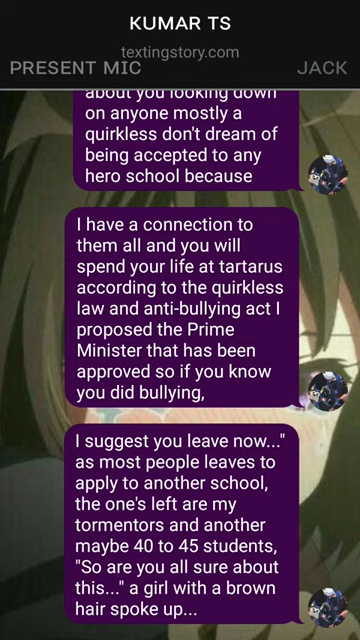 KUMAR TS
textingstory.com
PRESENT MIC
JACK
about you looking down
on anyone mostly a
quirkless don't dream of
being accepted to any
hero school because
I have a connection to
them all and you will
spend your life at tartarus
according to the quirkless
law and anti-bullying act I
proposed the Prime
Minister that has been
approved so if you know
you did bullying,
I suggest you leave now..."
as most people leaves to
apply to another school,
the one's left are my
tormentors and another
maybe 40 to 45 students,
"So are you all sure about
this..." a girl with a brown
hair spoke up...